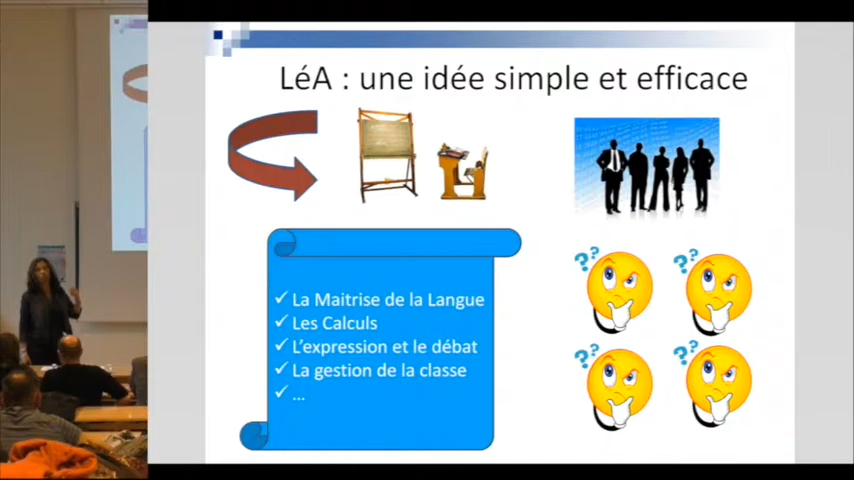 LéA : une idée simple et efficace
✓ La Maitrise de la Langue
✓ Les Calculs
✓ L'expression et le débat
✓ La gestion de la classe
✓ ...
??
??
??
??